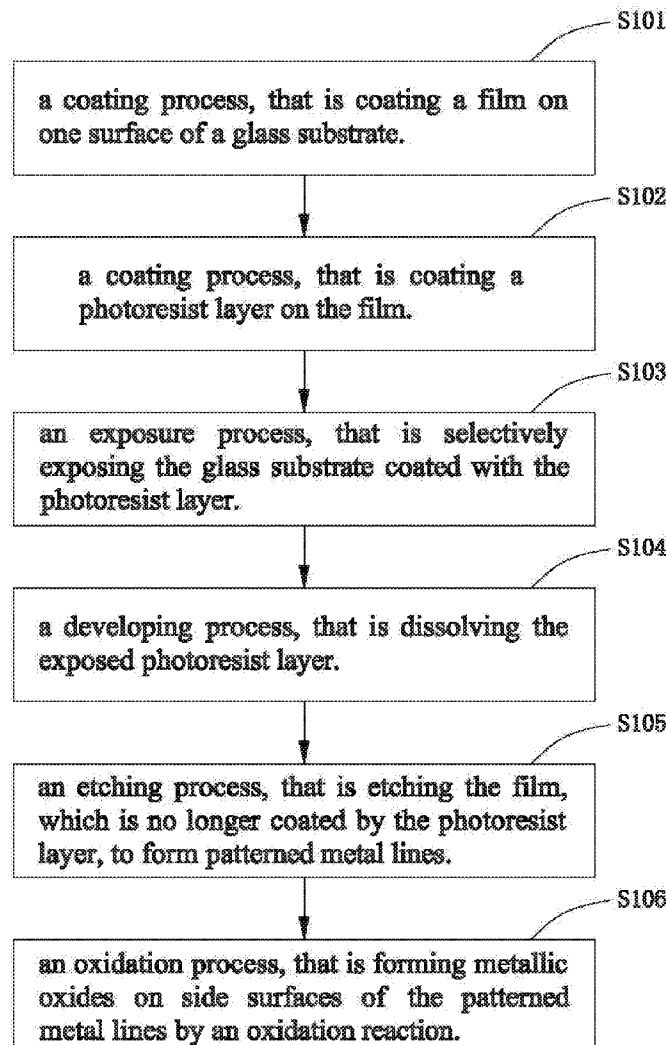 S101
a coating process, that is coating a film on
one surface of a glass substrate.
S102
a coating process, that is coating a
photoresist layer on the film.
S103
an exposure process, that is selectively
exposing the glass substrate coated with the
photoresist layer.
S104
a developing process, that is dissolving the
exposed photoresist layer.
S105
an etching process, that is etching the film,
which is no longer coated by the photoresist
layer, to form patterned metal lines.
S106
an oxidation process, that is forming metallic
oxides on side surfaces of the patterned
metal lines by an oxidation reaction.